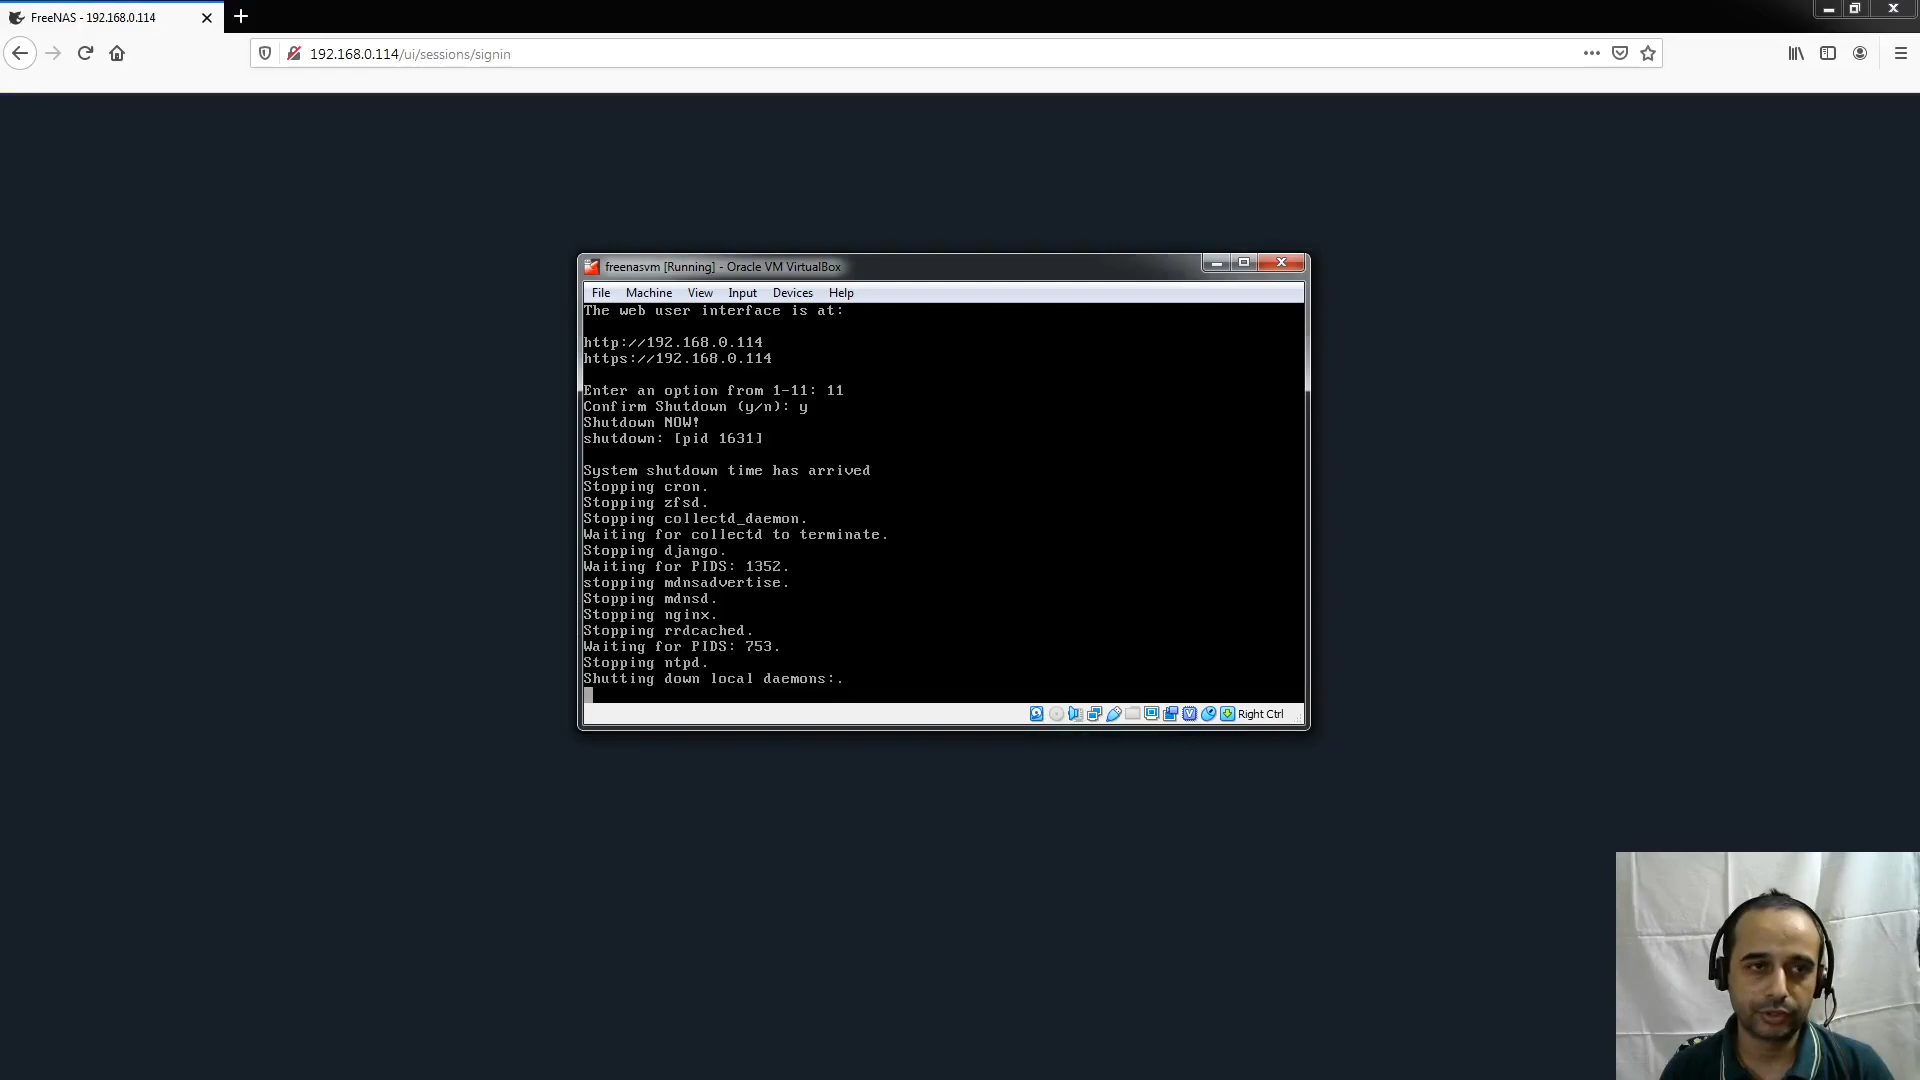 FreeNAS - 192.168.0.114
192.168.0.114/ui/sessions/signin
freenasvm [Running] - Oracle VM VirtualBox
File Machine View Input Devices Help
The web user interface is at:
http://192.168.0.114
https://192.168.0.114
Enter an option from 1-11: 11
Confirm Shutdown (y/n): y
Shutdown NOW!
shutdown: [pid 1631]
System shutdown time has arrived
Stopping cron.
Stopping zfsd.
Stopping collectd_daemon.
Waiting for collectd to terminate.
Stopping django.
Waiting for PIDS: 1352.
stopping mdnsadvertise.
Stopping mdnsd.
Stopping nginx.
Stopping rrdcached.
Waiting for PIDS: 753.
Stopping ntpd.
Shutting down local daemons:.
Right Ctrl